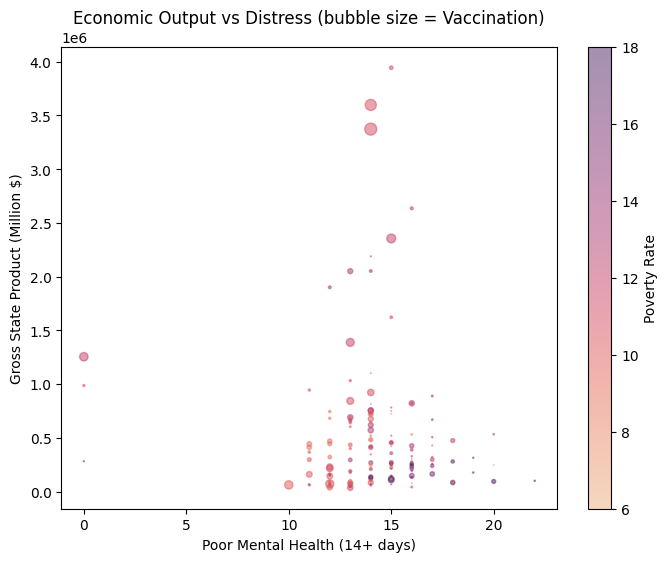 Economic Output vs Distress (bubble size = Vaccination)
1e6
4.0
3.5
3.0
2.5
2.0
1.5
1.0
0.5
0.0
Gross State Product (Million $)
0 5 10 15 20
Poor Mental Health (14+ days)
18
16
14
12
10
8
6
Poverty Rate